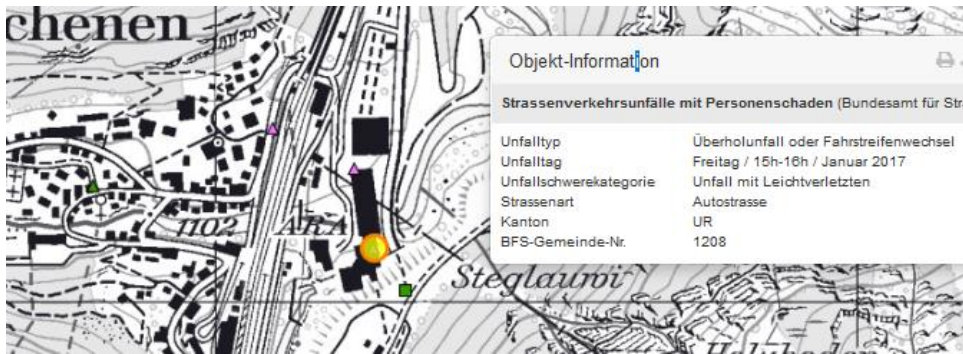 chenen
1102
ARA
Steglauwi
Objekt-Information
Strassenverkehrsunfälle mit Personenschaden (Bundesamt für Stra
Unfalltyp Überholunfall oder Fahrstreifenwechsel
Unfalltag Freitag / 15h-16h / Januar 2017
Unfallschwerekategorie Unfall mit Leichtverletzten
Strassenart Autostrasse
Kanton UR
BFS-Gemeinde-Nr. 1208